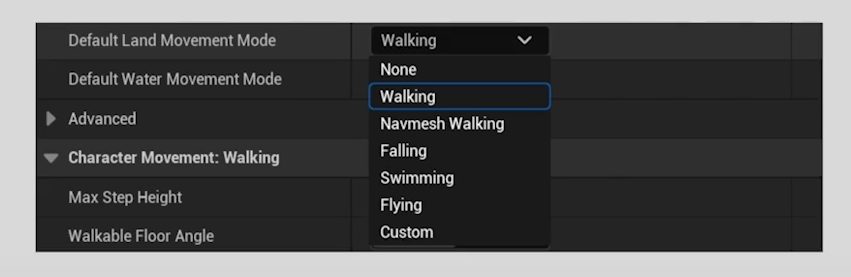 Default Land Movement Mode Walking
None
Default Water Movement Mode
Walking
Advanced
Navmesh Walking
Character Movement: Walking
Falling
Swimming
Max Step Height
Flying
Walkable Floor Angle
Custom